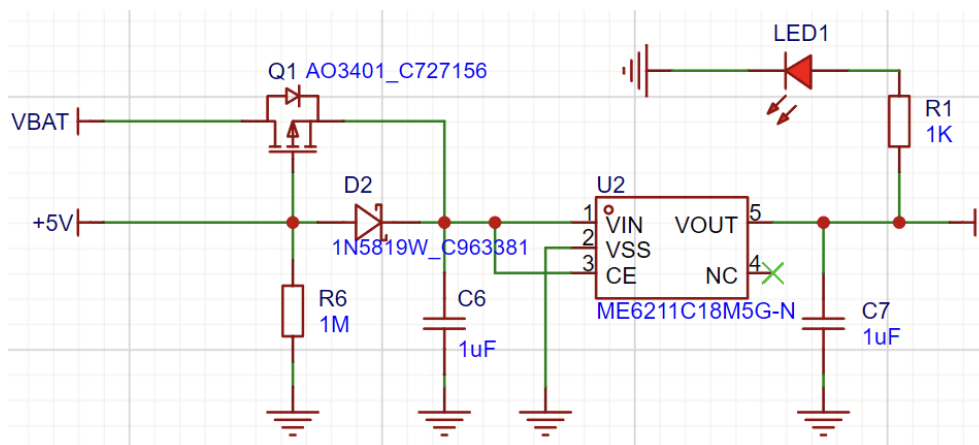 LED1
Q1 AO3401_C727156
VBAT
R1
1K
D2
U2
+5V
1N5819W_C963381
1 VIN VOUT 5
2 VSS
3 CE NC 4
R6
1M
C6
1uF
ME6211C18M5G-N
C7
1uF